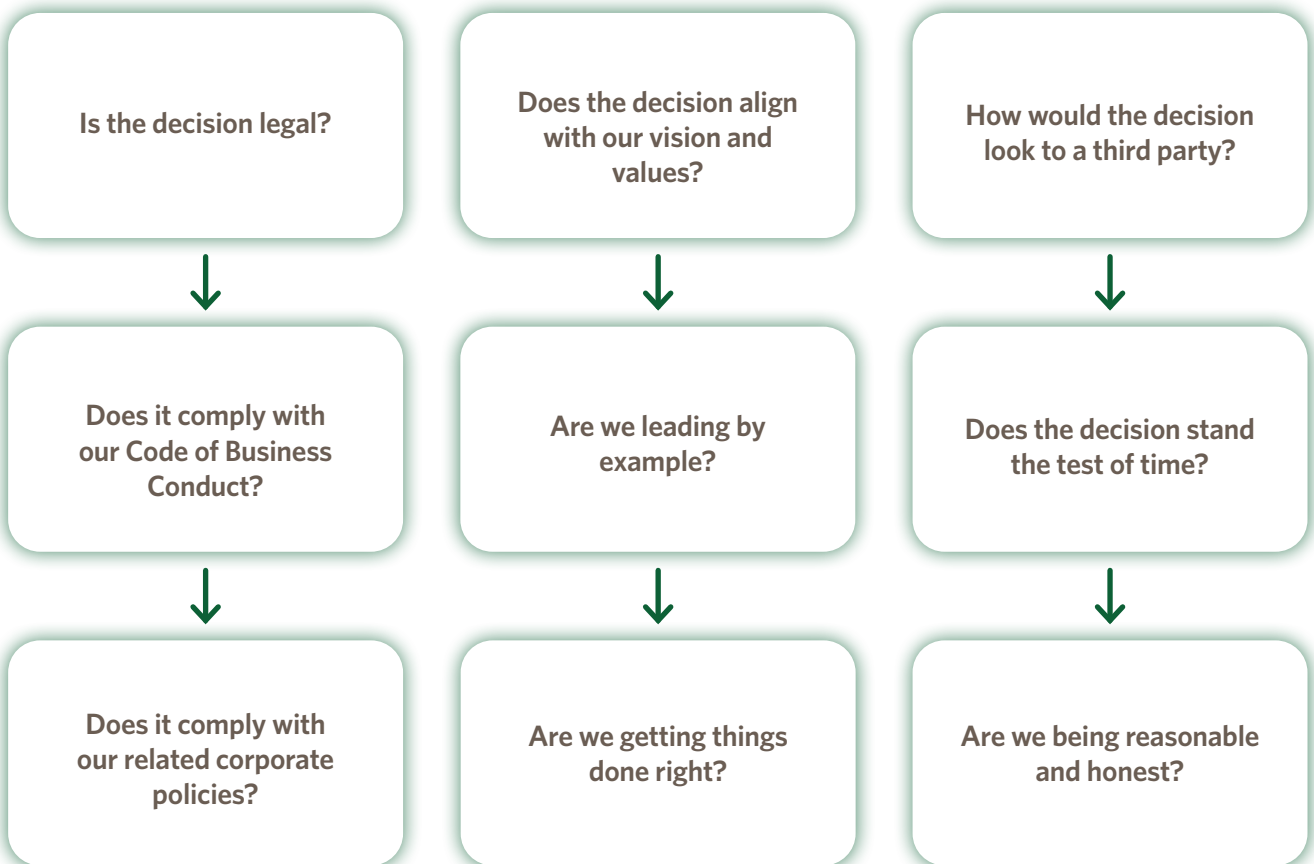 Is the decision legal?
Does the decision align
with our vision and
values?
How would the decision
look to a third party?
Does it comply with
our Code of Business
Conduct?
Are we leading by
example?
Does the decision stand
the test of time?
Does it comply with
our related corporate
policies?
Are we getting things
done right?
Are we being reasonable
and honest?